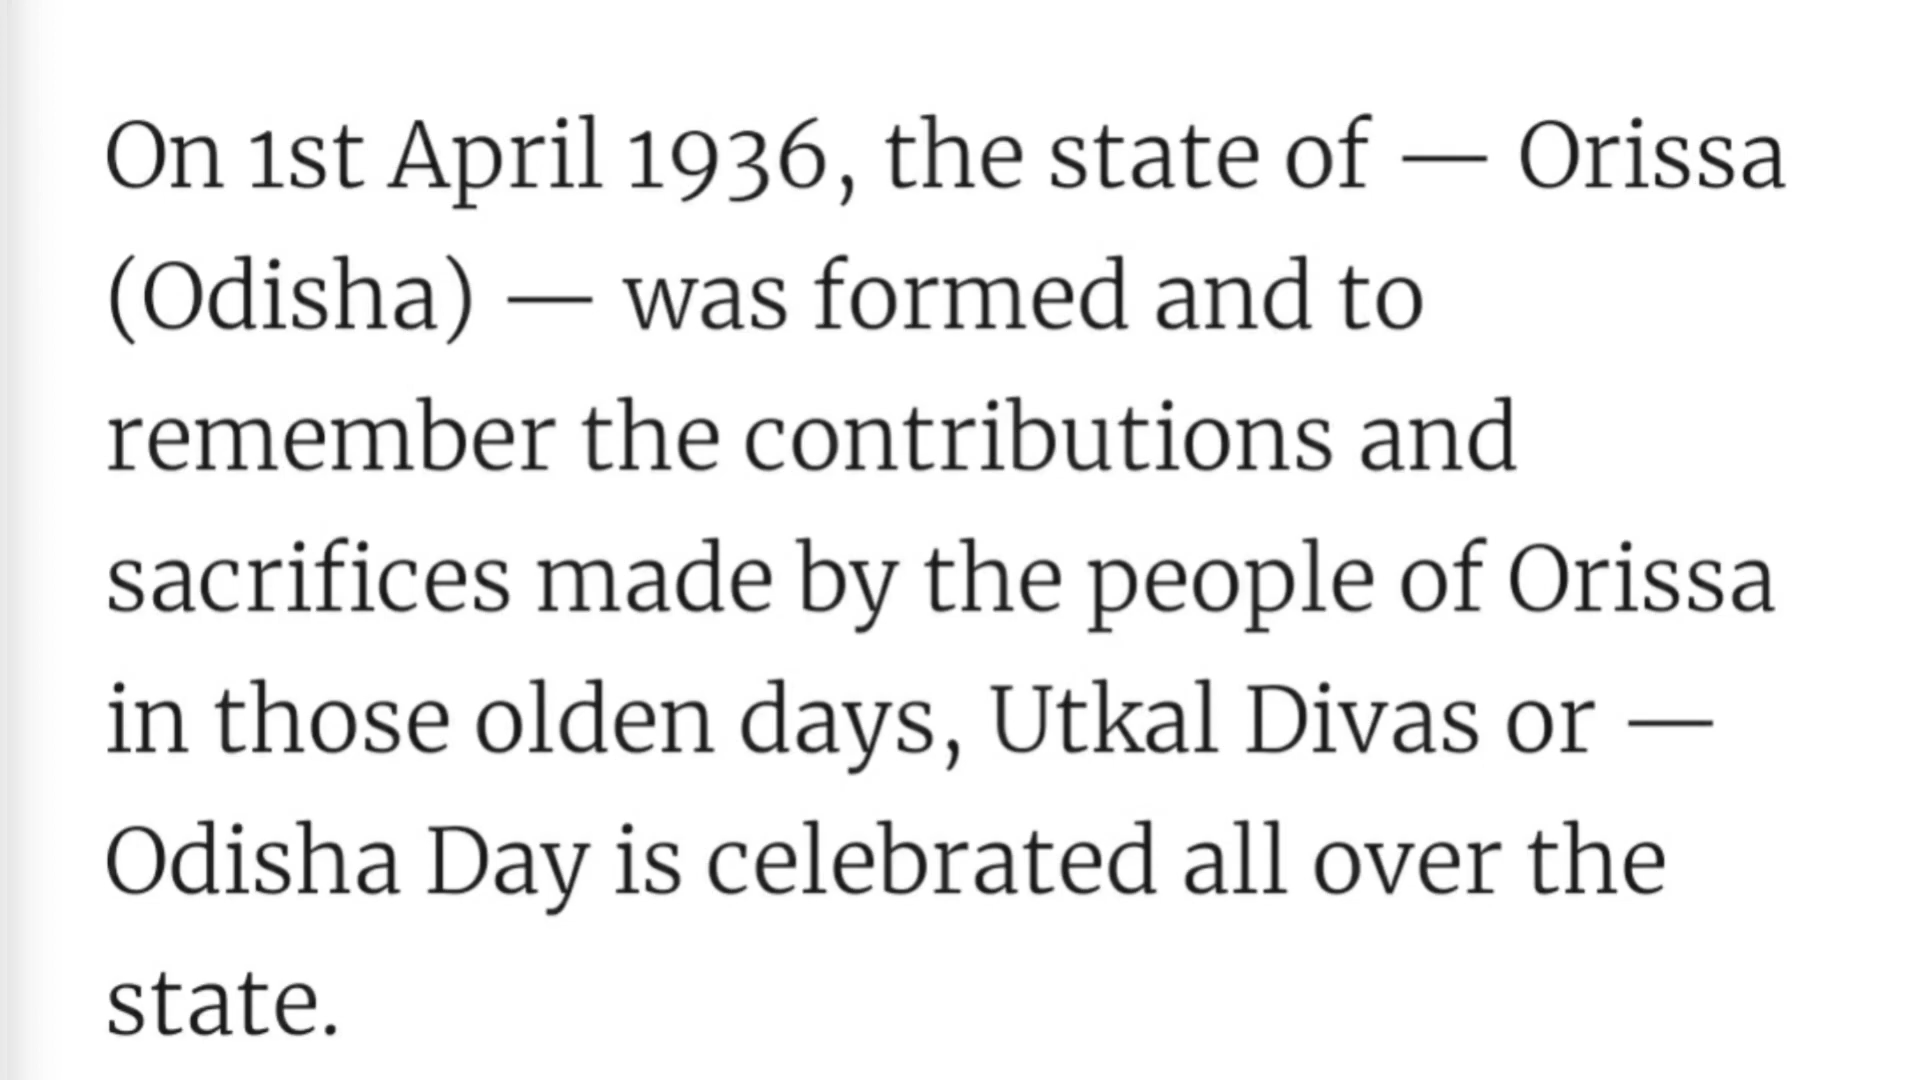 On 1st April 1936, the state of — Orissa
(Odisha) — was formed and to
remember the contributions and
sacrifices made by the people of Orissa
in those olden days, Utkal Divas or —
Odisha Day is celebrated all over the
state.